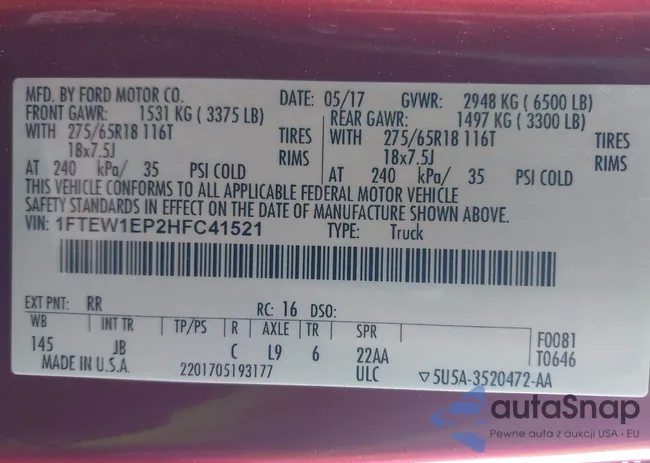 MFD. BY FORD MOTOR CO. DATE: 05/17 GVWR: 2948 KG ( 6500 LB)
FRONT GAWR: 1531 KG ( 3375 LB) REAR GAWR: 1497 KG ( 3300 LB)
WITH 275/65R18 116T TIRES WITH 275/65R18 116T TIRES
18x7.5J RIMS 18x7.5J RIMS
AT 240 kPa/ 35 PSI COLD AT 240 kPa/ 35 PSI COLD
THIS VEHICLE CONFORMS TO ALL APPLICABLE FEDERAL MOTOR VEHICLE
SAFETY STANDARDS IN EFFECT ON THE DATE OF MANUFACTURE SHOWN ABOVE.
VIN: 1FTEW1EP2HFC41521 TYPE: Truck
EXT PNT: RR RC: 16 DSO:
WB INT TR TP/PS R AXLE TR SPR F0081
145 JB C L9 6 22AA T0646
MADE IN U.S.A. 2201705193177 ULC ▽5U5A-3520472-AA
autaSnap
Pewne auta z aukcji USA i EU